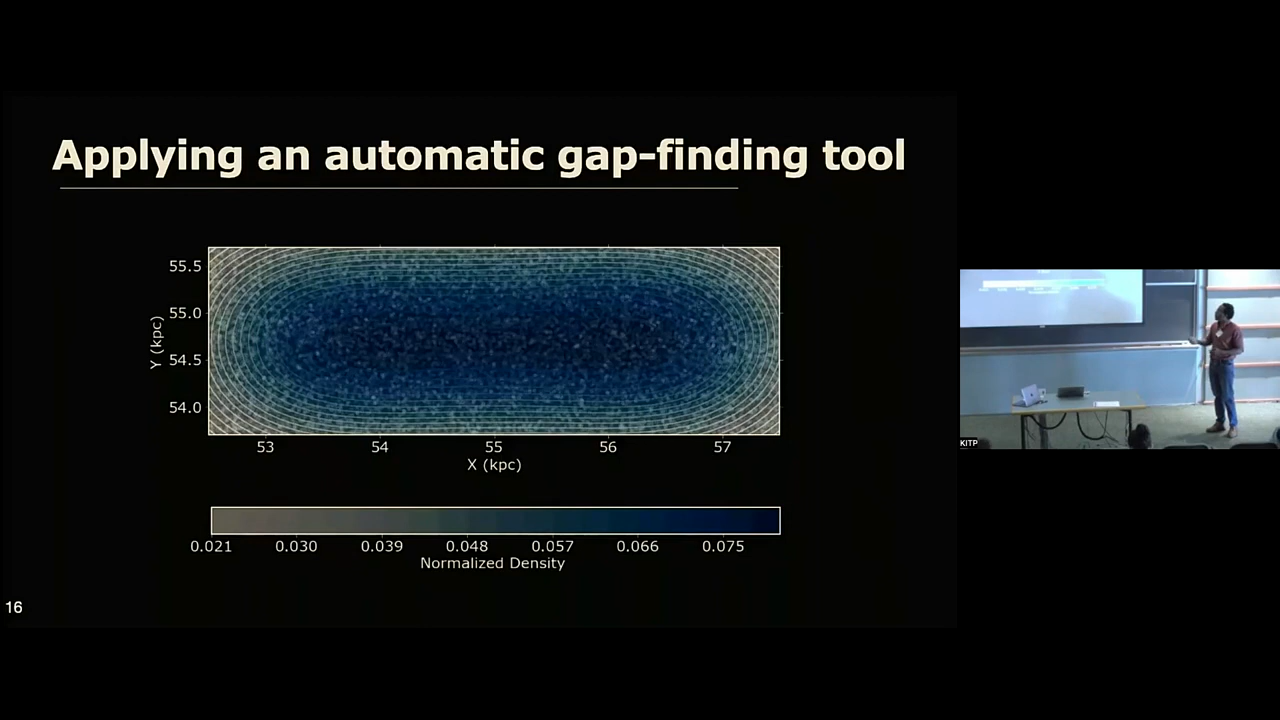 Applying an automatic gap-finding tool
55.5
55.0
54.5
54.0
Y (kpc)
53 54 55 56 57
X (kpc)
0.021 0.030 0.039 0.048 0.057 0.066 0.075
Normalized Density
16
KITP